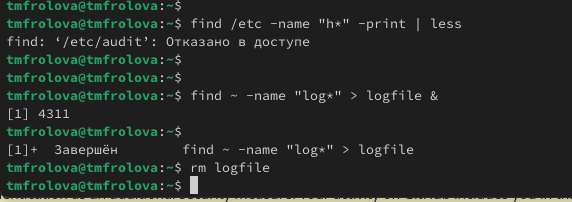 tmfrolova@tmfrolova:~$
tmfrolova@tmfrolova:~$ find /etc -name "h*" -print | less
find: ‘/etc/audit’: Отказано в доступе
tmfrolova@tmfrolova:~$
tmfrolova@tmfrolova:~$
tmfrolova@tmfrolova:~$ find ~ -name "log*" > logfile &
[1] 4311
tmfrolova@tmfrolova:~$
[1]+  Завершён        find ~ -name "log*" > logfile
tmfrolova@tmfrolova:~$ rm logfile
tmfrolova@tmfrolova:~$